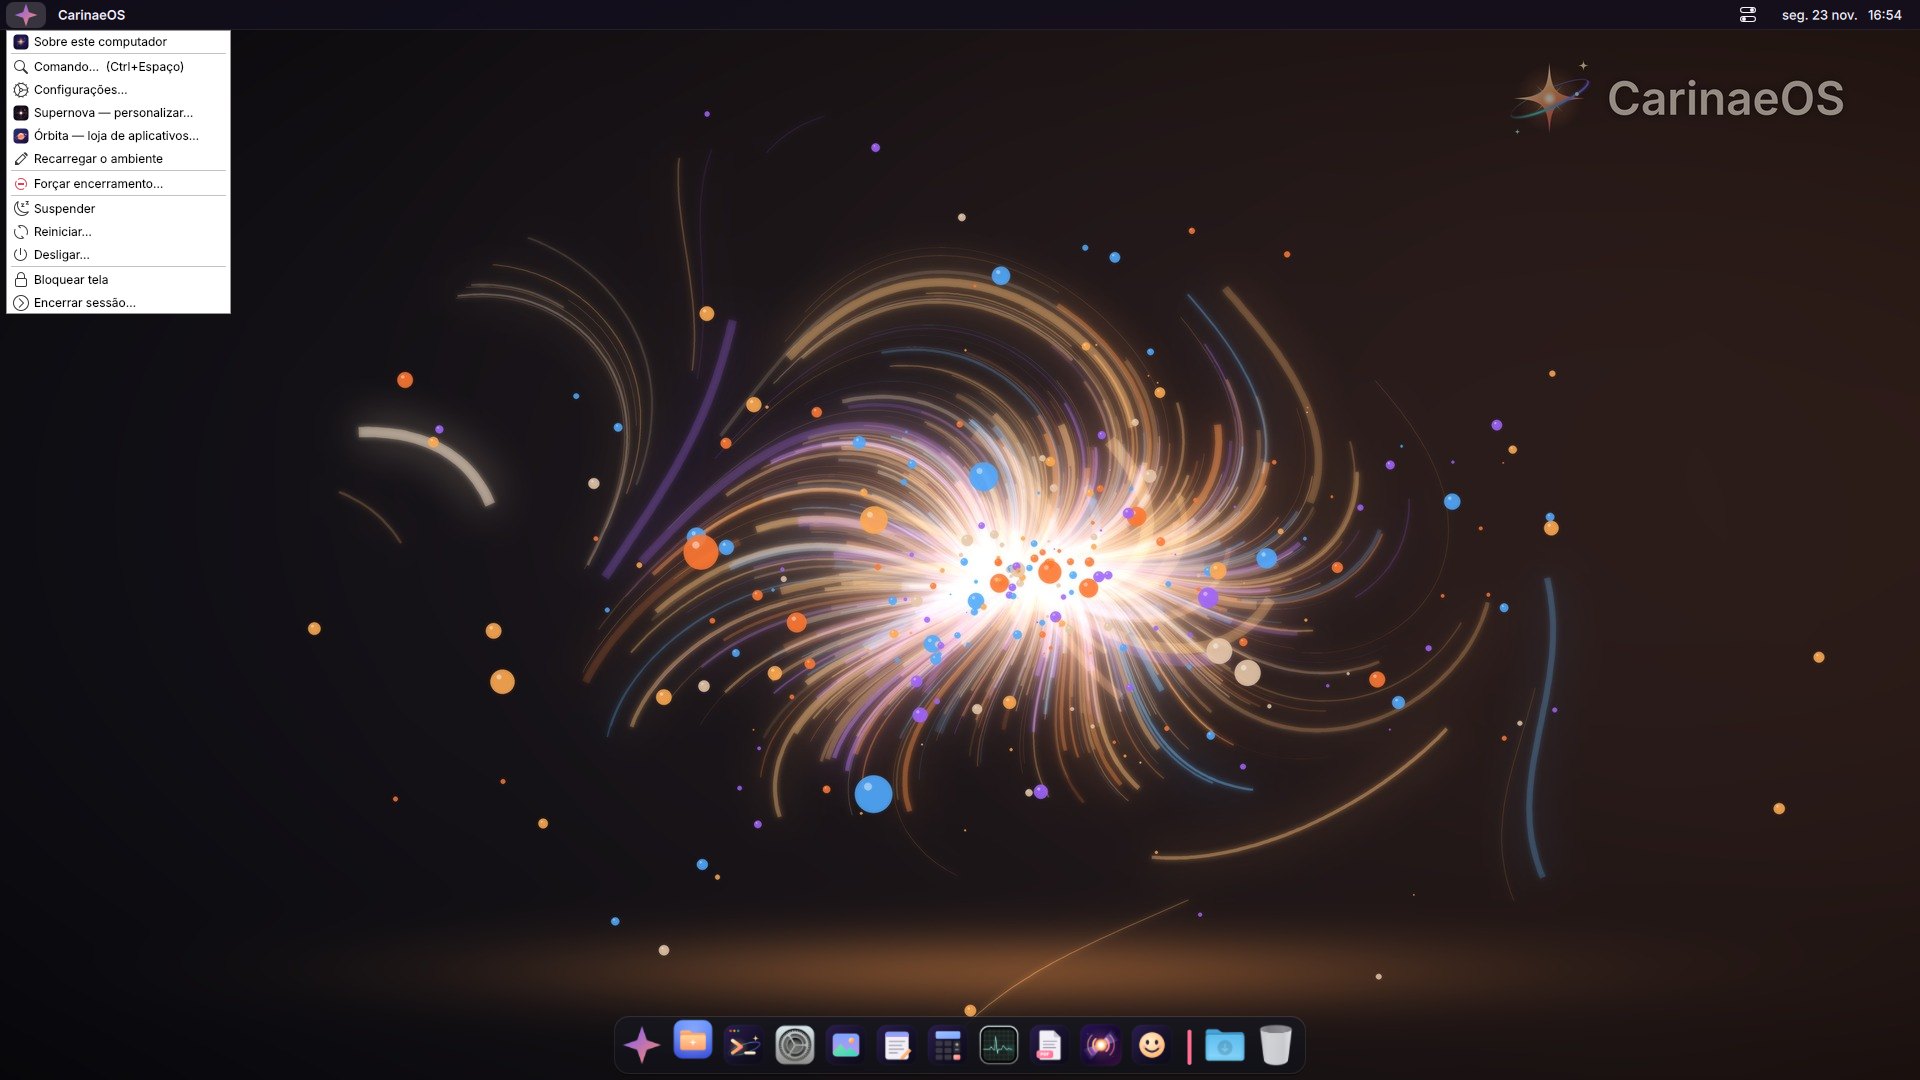 CarinaeOS
seg. 23 nov. 16:54
Sobre este computador
Comando... (Ctrl+Espaço)
Configurações...
Supernova — personalizar...
Órbita — loja de aplicativos...
Recarregar o ambiente
Forçar encerramento...
Suspender
Reiniciar...
Desligar...
Bloquear tela
Encerrar sessão...
CarinaeOS